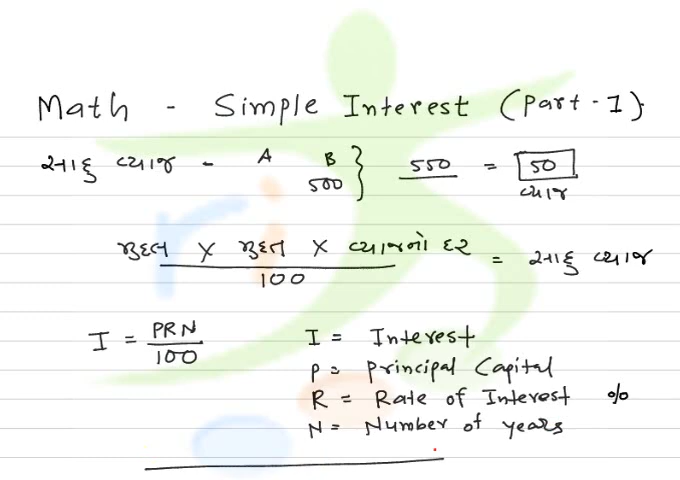 Math - Simple Interest (Part - I)
સાદુ વ્યાજ - A B 500 } 550 = 50 વ્યાજ
મુદ્દલ X મુદ્દત X વ્યાજનો દર / 100 = સાદુ વ્યાજ
I = PRN / 100
I = Interest
P = Principal Capital
R = Rate of Interest %
N = Number of years